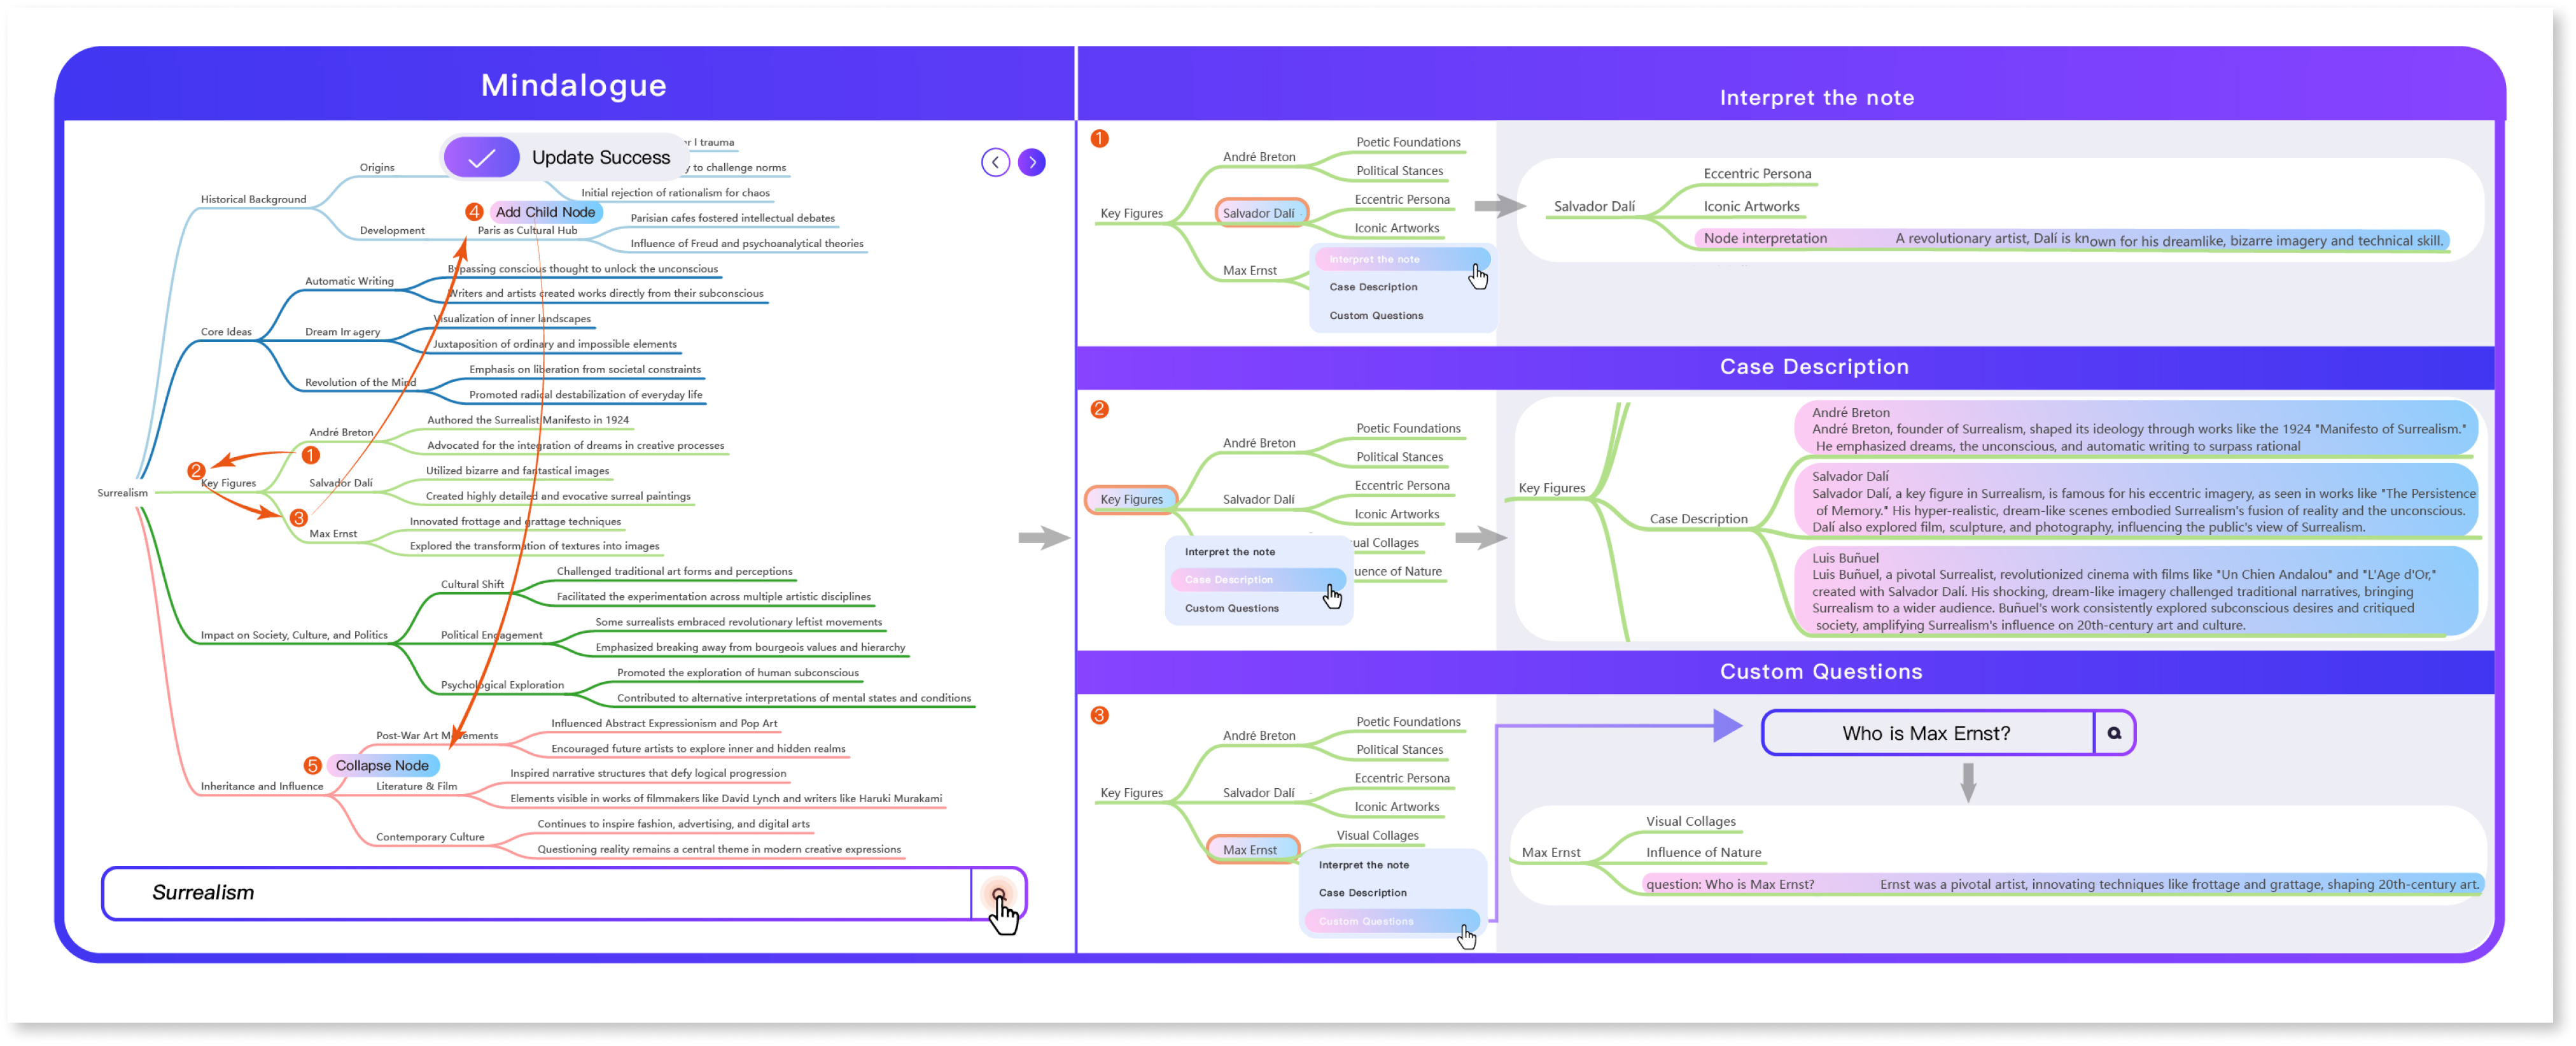 Mindalogue
Update Success
r I trauma
y to challenge norms
Origins
Initial rejection of rationalism for chaos
Historical Background
4 Add Child Node
Parisian cafes fostered intellectual debates
Development
Paris as Cultural Hub
Influence of Freud and psychoanalytical theories
Bypassing conscious thought to unlock the unconscious
Automatic Writing
Writers and artists created works directly from their subconscious
Visualization of inner landscapes
Core Ideas
Dream Imagery
Juxtaposition of ordinary and impossible elements
Emphasis on liberation from societal constraints
Revolution of the Mind
Promoted radical destabilization of everyday life
Authored the Surrealist Manifesto in 1924
André Breton
Advocated for the integration of dreams in creative processes
1
2
Utilized bizarre and fantastical images
Key Figures
Salvador Dalí
Surrealism
Created highly detailed and evocative surreal paintings
3
Innovated frottage and grattage techniques
Max Ernst
Explored the transformation of textures into images
Challenged traditional art forms and perceptions
Cultural Shift
Facilitated the experimentation across multiple artistic disciplines
Some surrealists embraced revolutionary leftist movements
Impact on Society, Culture, and Politics
Political Engagement
Emphasized breaking away from bourgeois values and hierarchy
Promoted the exploration of human subconscious
Psychological Exploration
Contributed to alternative interpretations of mental states and conditions
Influenced Abstract Expressionism and Pop Art
Post-War Art Movements
Encouraged future artists to explore inner and hidden realms
5 Collapse Node
Inspired narrative structures that defy logical progression
Inheritance and Influence
Literature & Film
Elements visible in works of filmmakers like David Lynch and writers like Haruki Murakami
Continues to inspire fashion, advertising, and digital arts
Contemporary Culture
Questioning reality remains a central theme in modern creative expressions
Surrealism
Interpret the note
1
Poetic Foundations
André Breton
Political Stances
Eccentric Persona
Key Figures
Salvador Dalí
Iconic Artworks
Max Ernst
Interpret the note
Case Description
Custom Questions
Eccentric Persona
Salvador Dalí
Iconic Artworks
Node interpretation A revolutionary artist, Dalí is known for his dreamlike, bizarre imagery and technical skill.
Case Description
2
Poetic Foundations
André Breton
Political Stances
Eccentric Persona
Key Figures
Salvador Dalí
Iconic Artworks
ual Collages
uence of Nature
Interpret the note
Case Description
Custom Questions
Key Figures
Case Description
André Breton
André Breton, founder of Surrealism, shaped its ideology through works like the 1924 "Manifesto of Surrealism."
He emphasized dreams, the unconscious, and automatic writing to surpass rational
Salvador Dalí
Salvador Dalí, a key figure in Surrealism, is famous for his eccentric imagery, as seen in works like "The Persistence
of Memory." His hyper-realistic, dream-like scenes embodied Surrealism's fusion of reality and the unconscious.
Dalí also explored film, sculpture, and photography, influencing the public's view of Surrealism.
Luis Buñuel
Luis Buñuel, a pivotal Surrealist, revolutionized cinema with films like "Un Chien Andalou" and "L'Age d'Or,"
created with Salvador Dalí. His shocking, dream-like imagery challenged traditional narratives, bringing
Surrealism to a wider audience. Buñuel's work consistently explored subconscious desires and critiqued
society, amplifying Surrealism's influence on 20th-century art and culture.
Custom Questions
3
Poetic Foundations
André Breton
Political Stances
Eccentric Persona
Key Figures
Salvador Dalí
Iconic Artworks
Visual Collages
Max Ernst
Interpret the note
Case Description
Custom Questions
Who is Max Ernst?
Visual Collages
Max Ernst
Influence of Nature
question: Who is Max Ernst? Ernst was a pivotal artist, innovating techniques like frottage and grattage, shaping 20th-century art.